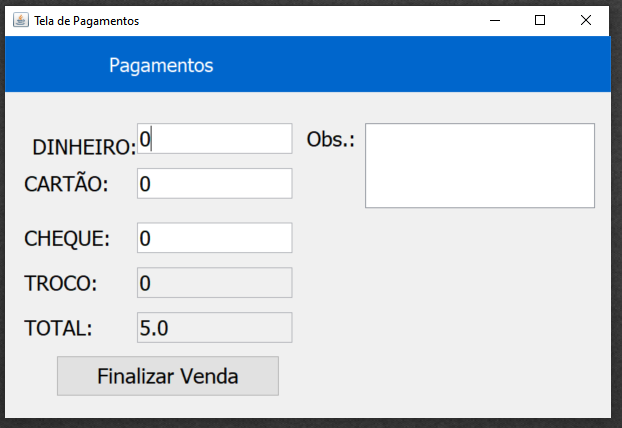 Tela de Pagamentos
Pagamentos
DINHEIRO: 0 Obs.:
CARTÃO: 0
CHEQUE: 0
TROCO: 0
TOTAL: 5.0
Finalizar Venda